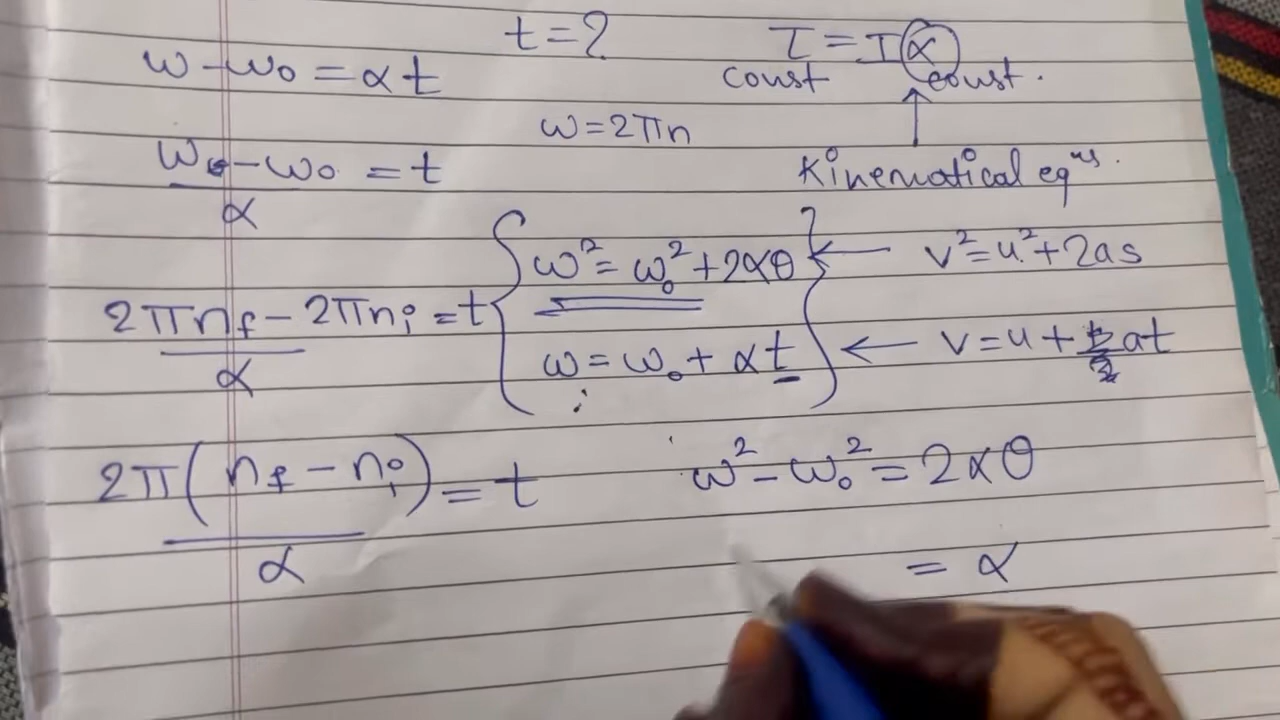 t = ?
τ = Iα
const const.
ω - ω₀ = αt
ω = 2πn
Kinematical eqⁿˢ.
ω - ω₀ = t
α
ω² = ω₀² + 2αθ ← v² = u² + 2as
2πn_f - 2πn_i = t
α
ω = ω₀ + αt ← v = u + at
2π(n_f - n_i) = t
α
ω² - ω₀² = 2αθ
= α